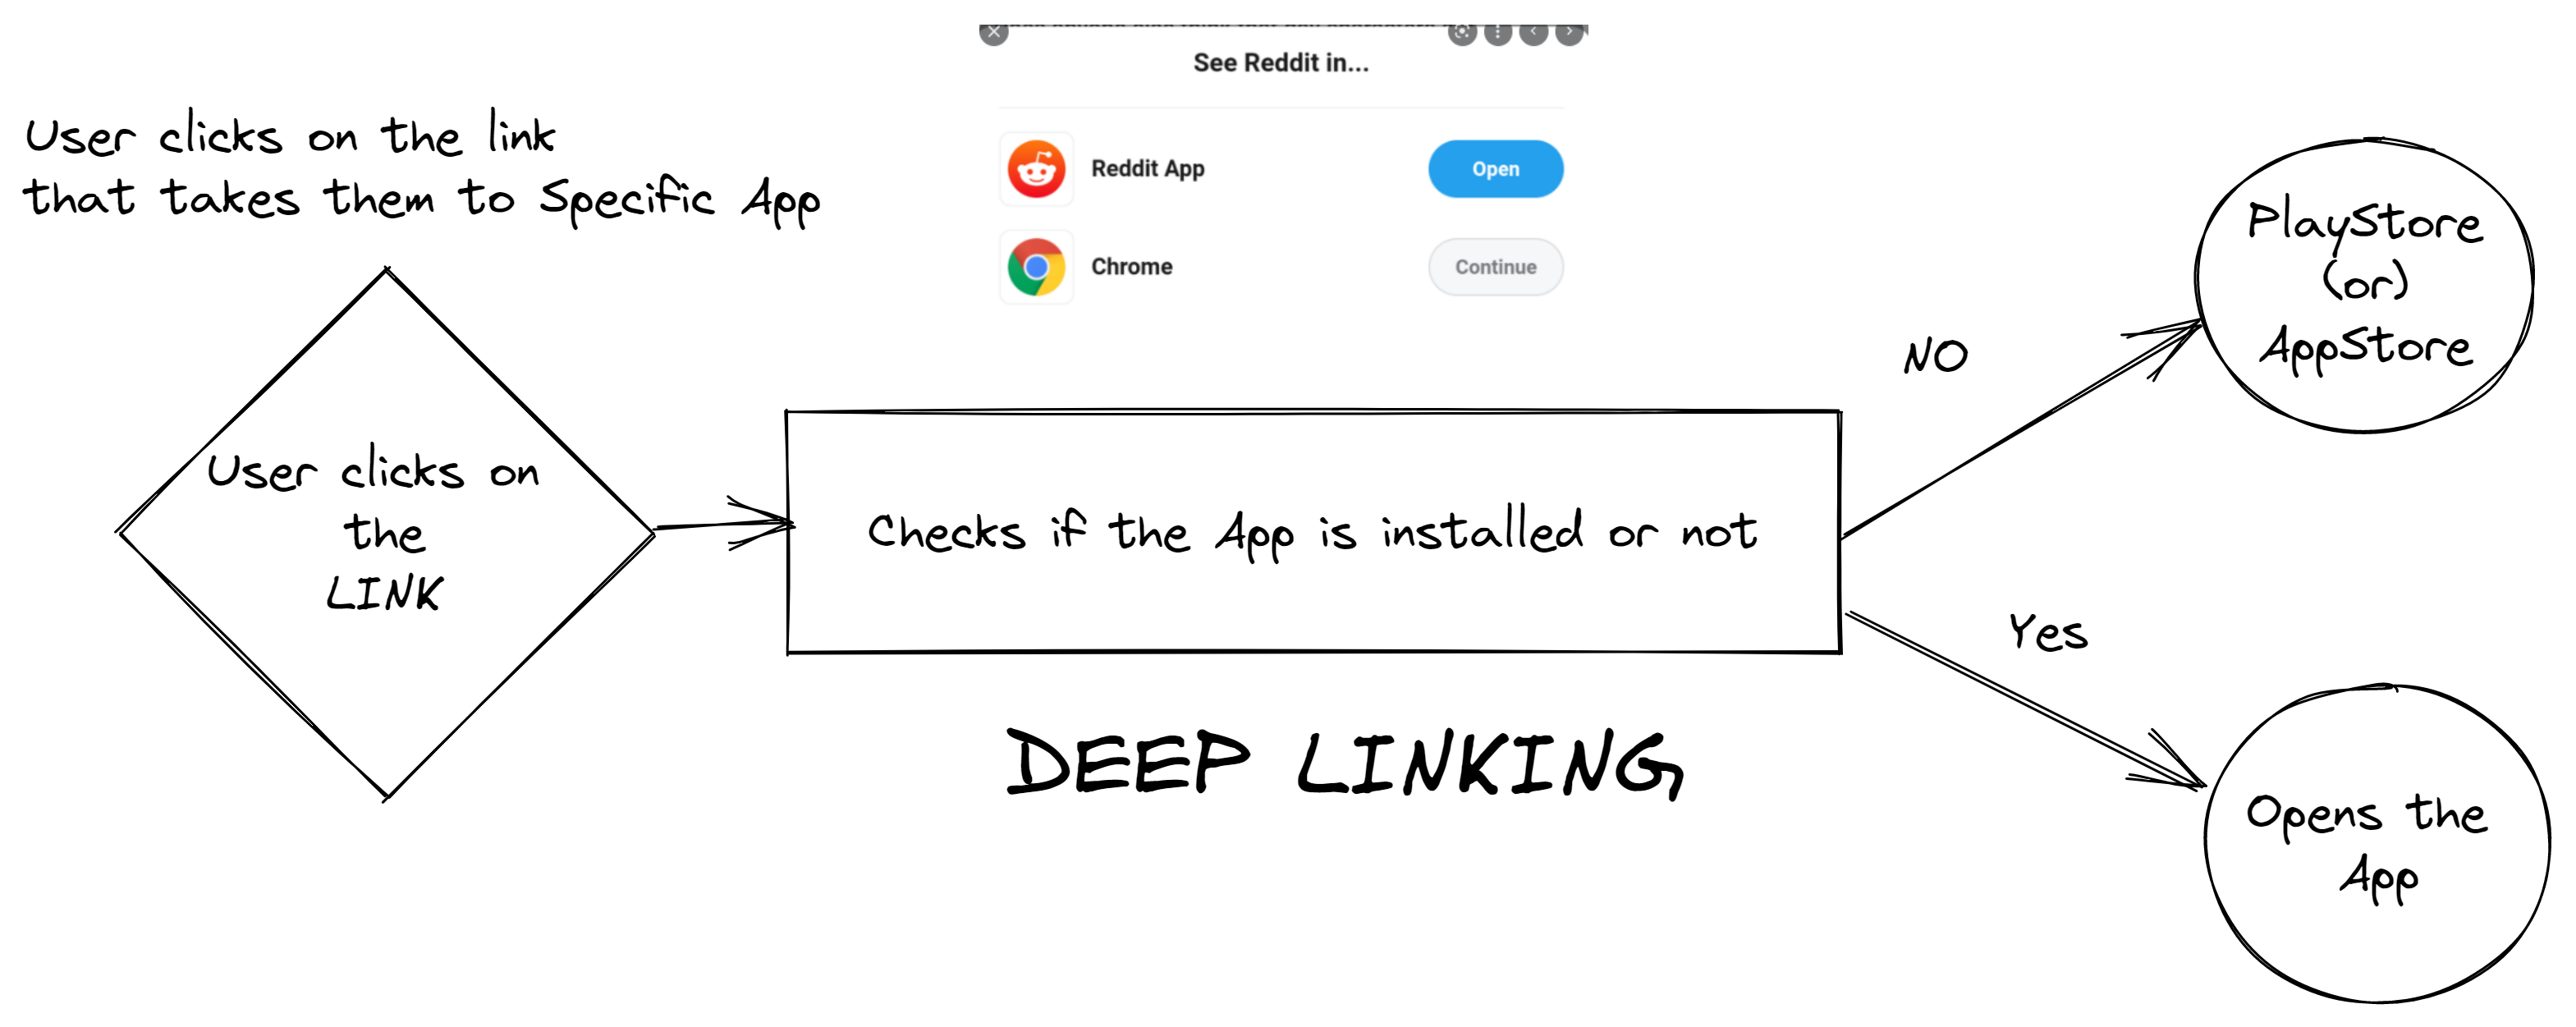 See Reddit in...
Reddit App
Open
Chrome
Continue
User clicks on the link
that takes them to Specific App
User clicks on
the
LINK
Checks if the App is installed or not
NO
PlayStore
(or)
AppStore
Yes
Opens the
App
DEEP LINKING